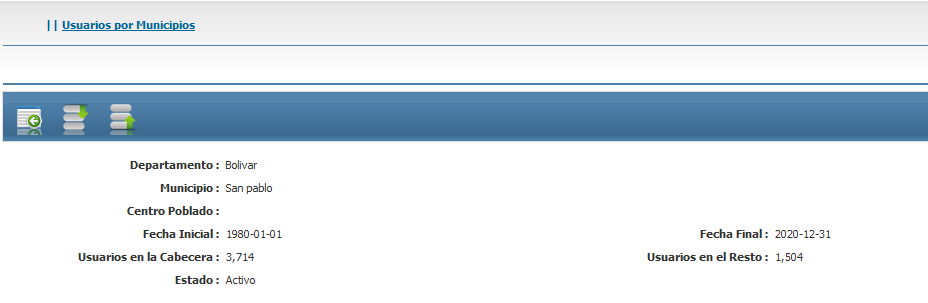 || Usuarios por Municipios
Departamento : Bolivar
Municipio : San pablo
Centro Poblado :
Fecha Inicial : 1980-01-01 Fecha Final : 2020-12-31
Usuarios en la Cabecera : 3,714 Usuarios en el Resto : 1,504
Estado : Activo